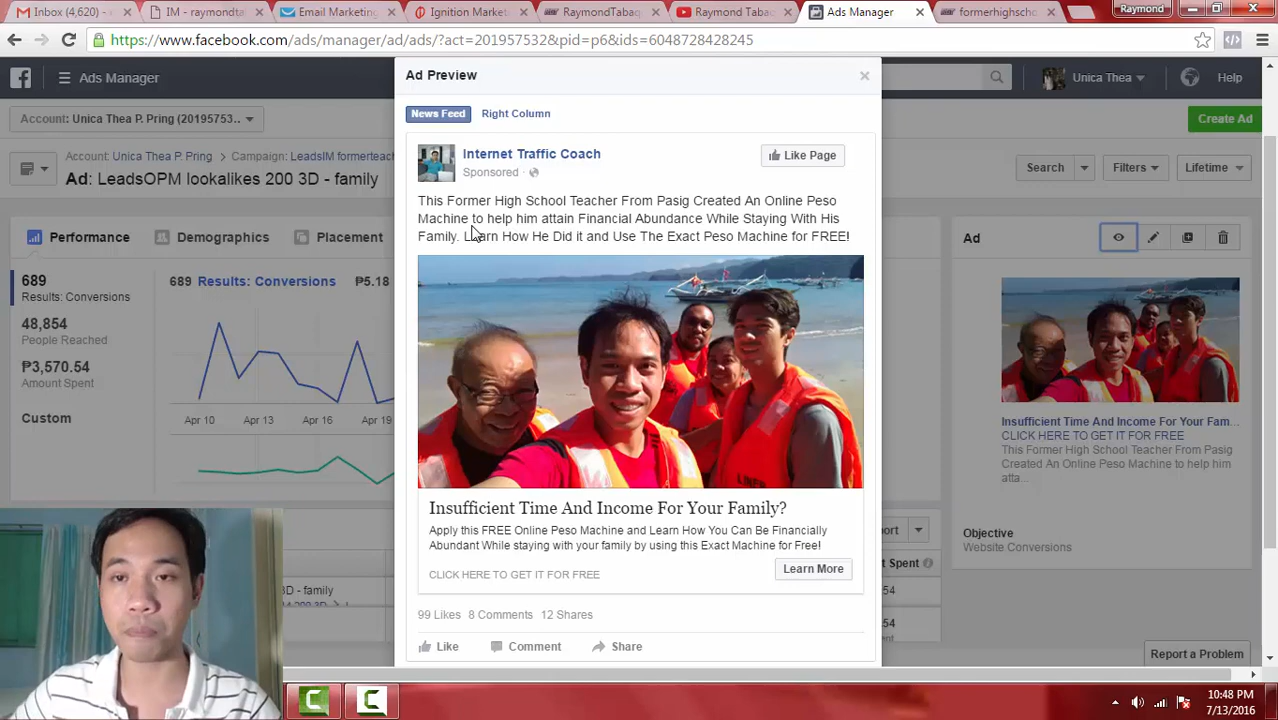 Inbox (4,620) -
IM - raymondta
Email Marketing
Ignition Market
RaymondTabaq
Raymond Tabac
Ads Manager
formerhighscho
Raymond
https://www.facebook.com/ads/manager/ad/ads/?act=201957532&pid=p6&ids=6048728428245
Ads Manager
Unica Thea
Help
Account: Unica Thea P. Pring (20195753...
Create Ad
Account: Unica Thea P. Pring
Campaign: LeadsIM formerteach
Ad: LeadsOPM lookalikes 200 3D - family
Search
Filters
Lifetime
Performance
Demographics
Placement
689
Results: Conversions
48,854
People Reached
₱3,570.54
Amount Spent
Custom
689 Results: Conversions
₱5.18
Apr 10
Apr 13
Apr 16
Apr 19
Ad Preview
News Feed
Right Column
Internet Traffic Coach
Sponsored
Like Page
This Former High School Teacher From Pasig Created An Online Peso
Machine to help him attain Financial Abundance While Staying With His
Family. Learn How He Did it and Use The Exact Peso Machine for FREE!
Insufficient Time And Income For Your Family?
Apply this FREE Online Peso Machine and Learn How You Can Be Financially
Abundant While staying with your family by using this Exact Machine for Free!
CLICK HERE TO GET IT FOR FREE
Learn More
99 Likes 8 Comments 12 Shares
Like
Comment
Share
Ad
Insufficient Time And Income For Your Fam...
CLICK HERE TO GET IT FOR FREE
This Former High School Teacher From Pasig
Created An Online Peso Machine to help him
atta...
Objective
Website Conversions
port
t Spent
3D - family
54
54
Report a Problem
10:48 PM
7/13/2016